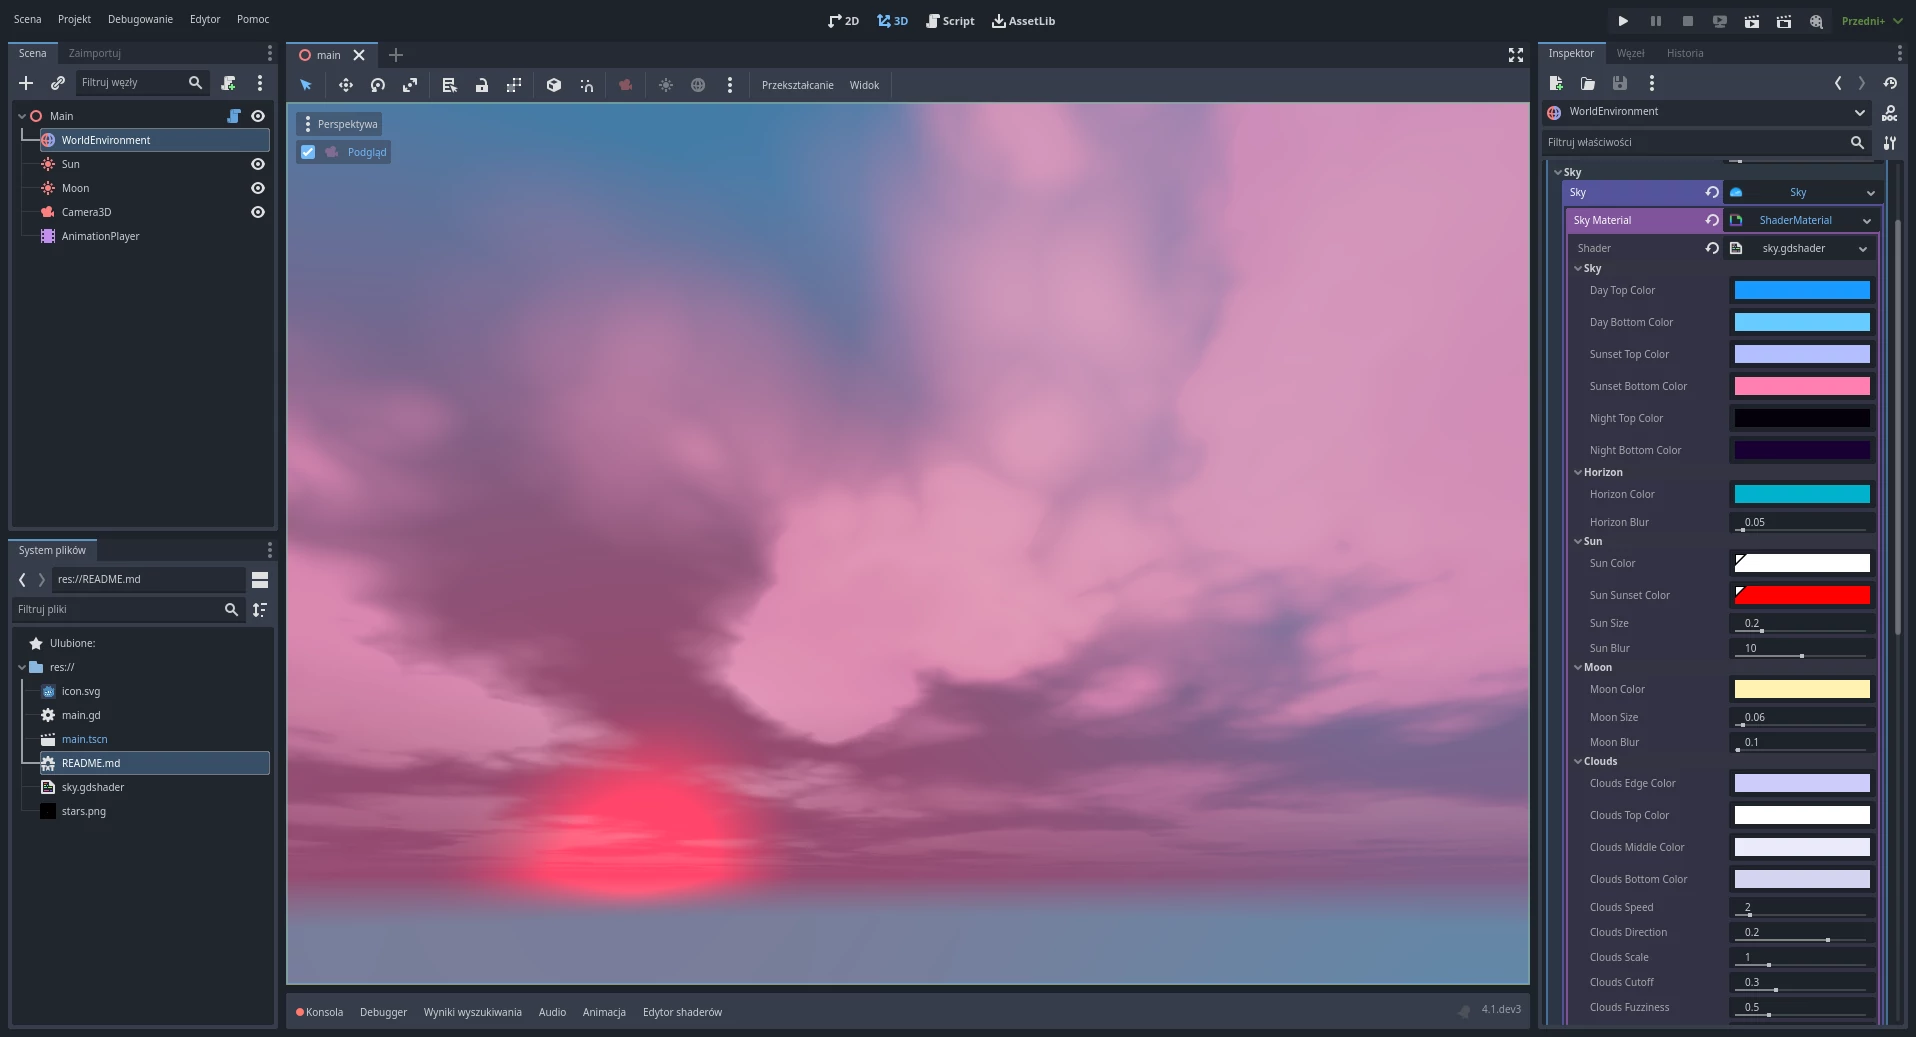 Scena Projekt Debugowanie Edytor Pomoc
2D 3D Script AssetLib
Przedni+
Scena Zaimportuj
Filtruj węzły
Main
WorldEnvironment
Sun
Moon
Camera3D
AnimationPlayer
System plików
res://README.md
Filtruj pliki
Ulubione:
res://
icon.svg
main.gd
main.tscn
README.md
sky.gdshader
stars.png
main
Przekształcanie Widok
Perspektywa
Podgląd
Konsola Debugger Wyniki wyszukiwania Audio Animacja Edytor shaderów
4.1.dev3
Inspektor Węzeł Historia
WorldEnvironment
DOC
Filtruj właściwości
Sky
Sky Sky
Sky Material ShaderMaterial
Shader sky.gdshader
Sky
Day Top Color
Day Bottom Color
Sunset Top Color
Sunset Bottom Color
Night Top Color
Night Bottom Color
Horizon
Horizon Color
Horizon Blur 0.05
Sun
Sun Color
Sun Sunset Color
Sun Size 0.2
Sun Blur 10
Moon
Moon Color
Moon Size 0.06
Moon Blur 0.1
Clouds
Clouds Edge Color
Clouds Top Color
Clouds Middle Color
Clouds Bottom Color
Clouds Speed 2
Clouds Direction 0.2
Clouds Scale 1
Clouds Cutoff 0.3
Clouds Fuzziness 0.5